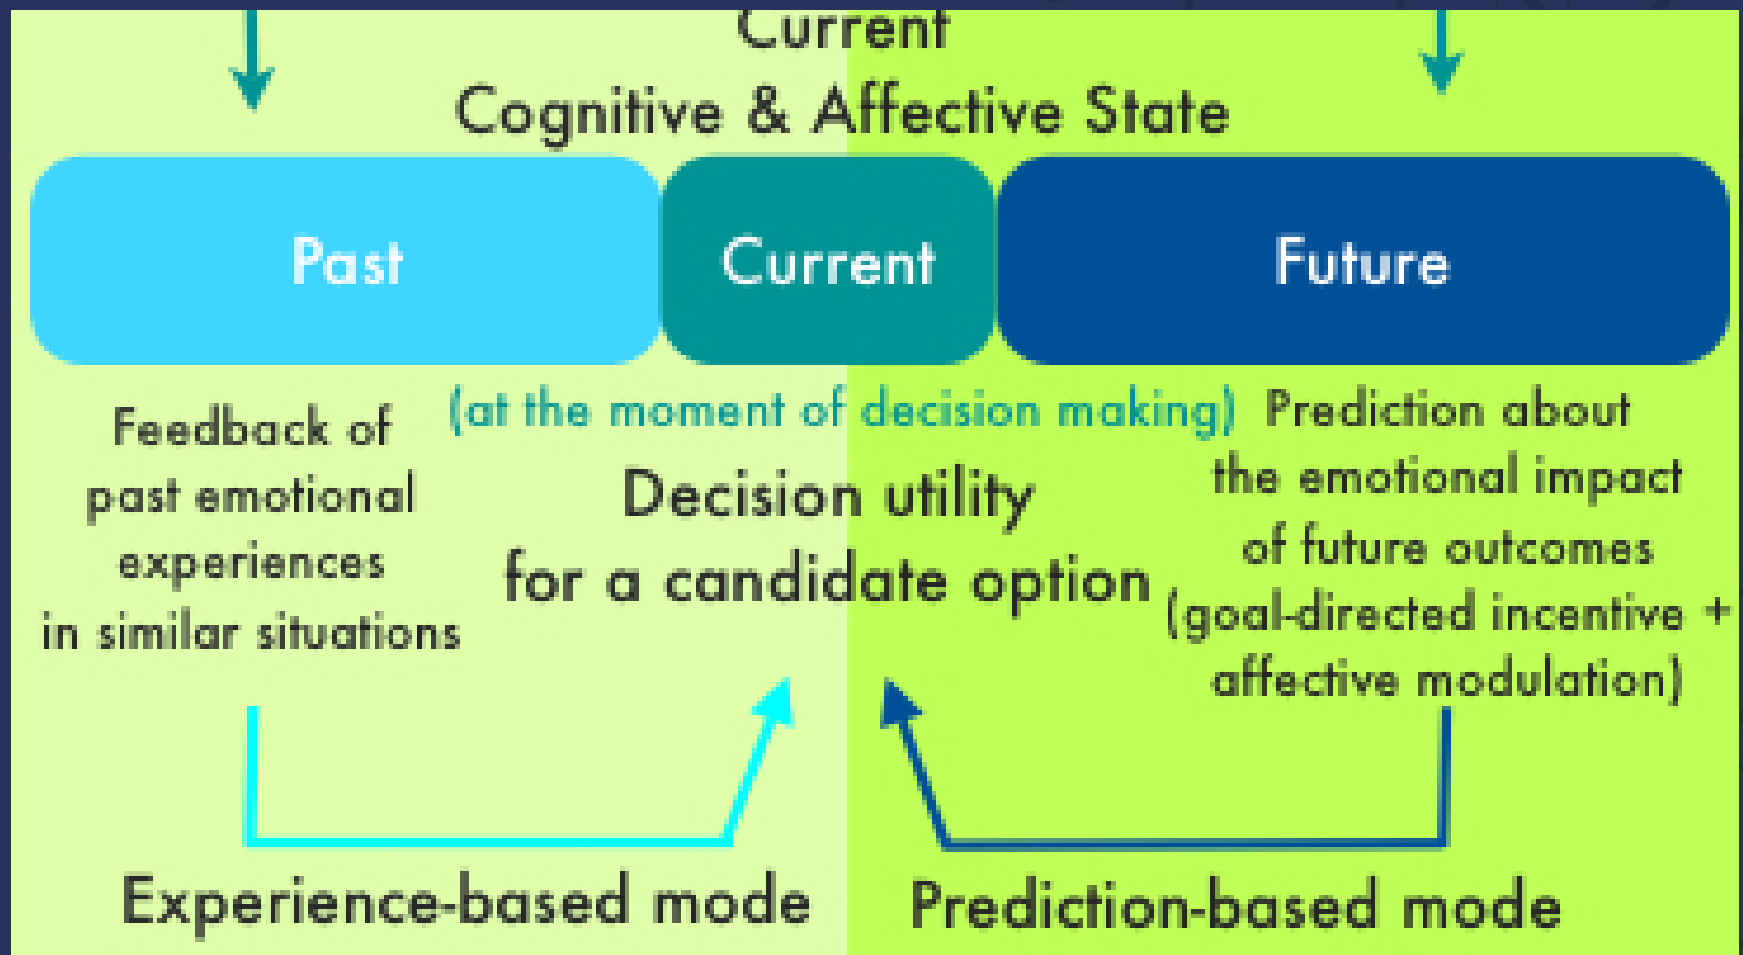 Current
Cognitive & Affective State
Past
Current
Future
(at the moment of decision making)
Feedback of
past emotional
experiences
in similar situations
Decision utility
for a candidate option
Prediction about
the emotional impact
of future outcomes
(goal-directed incentive +
affective modulation)
Experience-based mode
Prediction-based mode